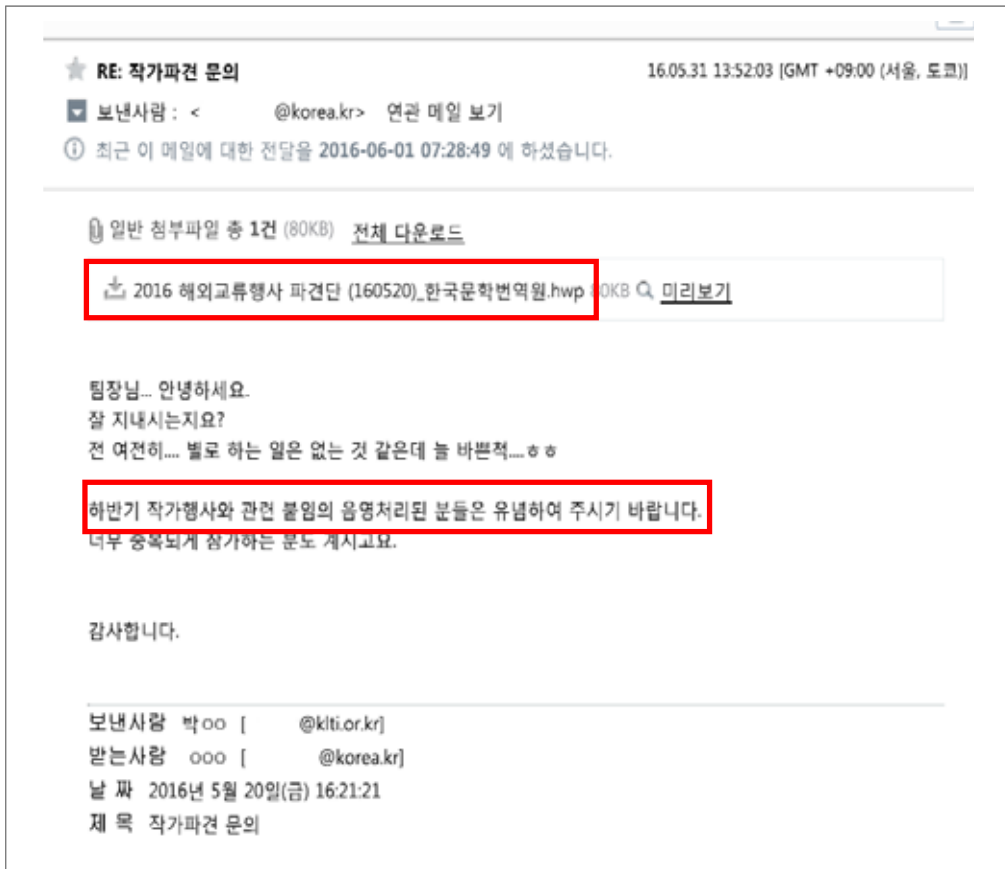 RE: 작가파견 문의 16.05.31 13:52:03 [GMT +09:00 (서울, 도쿄)]
보낸사람 : < @korea.kr> 연관 메일 보기
최근 이 메일에 대한 전달을 2016-06-01 07:28:49 에 하셨습니다.
일반 첨부파일 총 1건 (80KB) 전체 다운로드
2016 해외교류행사 파견단 (160520)_한국문학번역원.hwp 80KB 미리보기
팀장님... 안녕하세요.
잘 지내시는지요?
전 여전히.... 별로 하는 일은 없는 것 같은데 늘 바쁜척....ㅎㅎ
하반기 작가행사와 관련 붙임의 음영처리된 분들은 유념하여 주시기 바랍니다.
너무 중복되게 참가하는 분도 계시고요.
감사합니다.
보낸사람 박○○ [ @klti.or.kr]
받는사람 ○○○ [ @korea.kr]
날 짜 2016년 5월 20일(금) 16:21:21
제 목 작가파견 문의